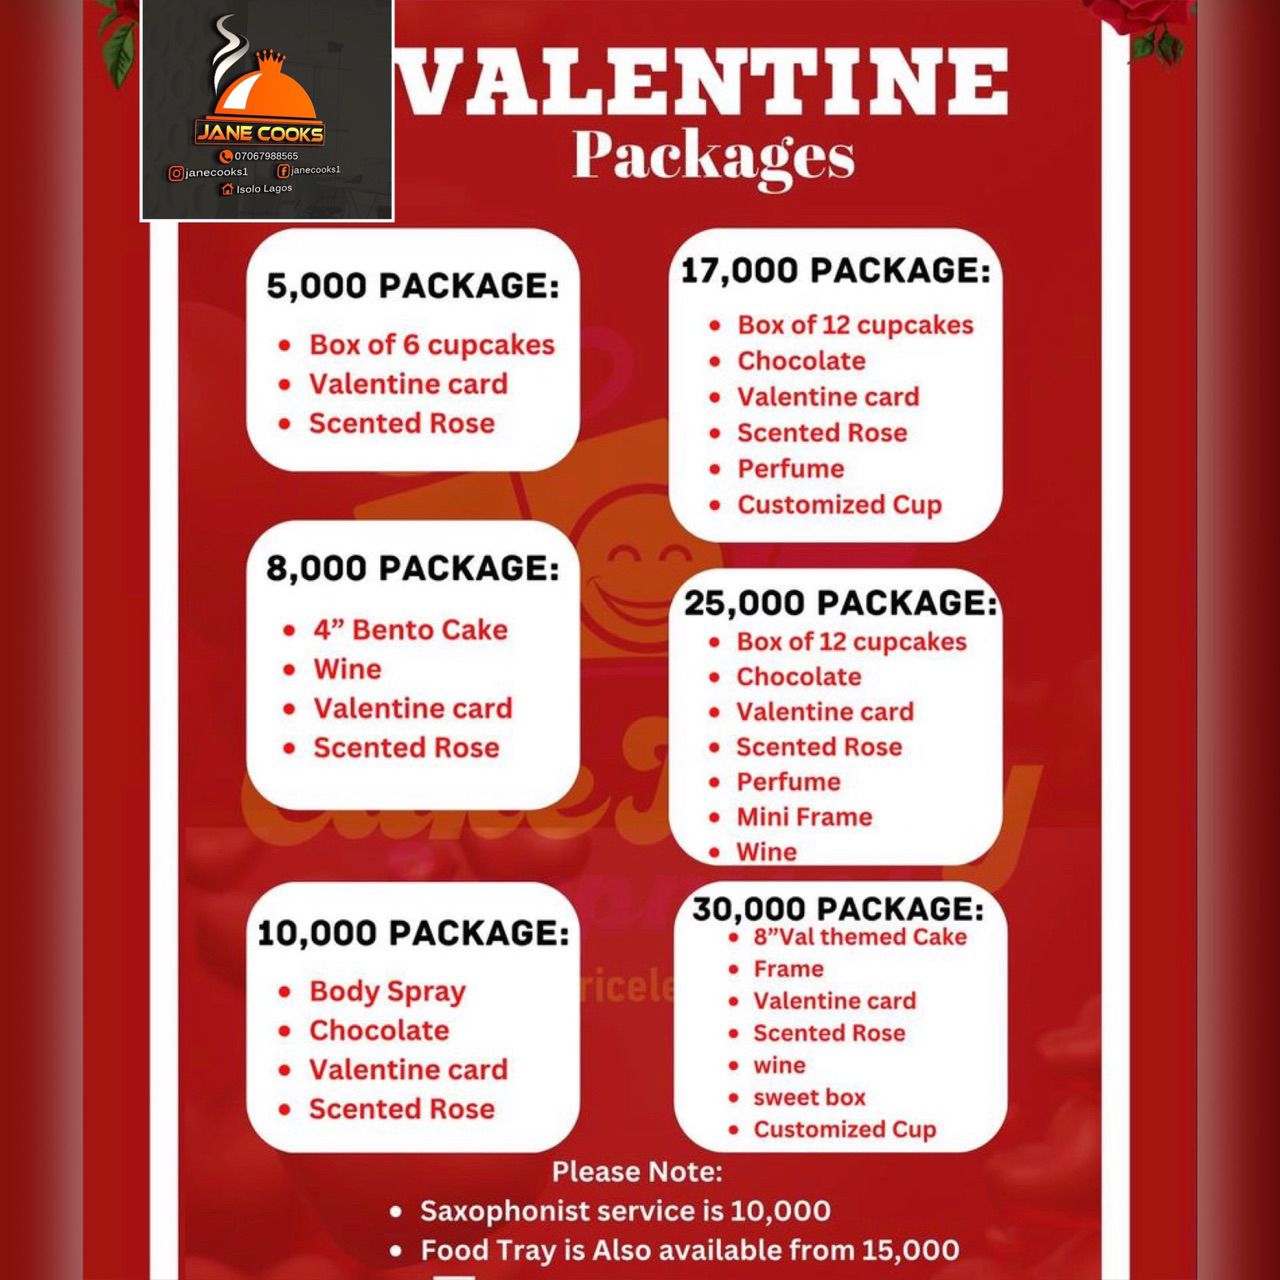 JANE COOKS
07067988565
janecooks1
janecooks1
Isolo Lagos
VALENTINE
Packages
5,000 PACKAGE:
• Box of 6 cupcakes
• Valentine card
• Scented Rose
8,000 PACKAGE:
• 4” Bento Cake
• Wine
• Valentine card
• Scented Rose
10,000 PACKAGE:
• Body Spray
• Chocolate
• Valentine card
• Scented Rose
17,000 PACKAGE:
• Box of 12 cupcakes
• Chocolate
• Valentine card
• Scented Rose
• Perfume
• Customized Cup
25,000 PACKAGE:
• Box of 12 cupcakes
• Chocolate
• Valentine card
• Scented Rose
• Perfume
• Mini Frame
• Wine
30,000 PACKAGE:
• 8”Val themed Cake
• Frame
• Valentine card
• Scented Rose
• wine
• sweet box
• Customized Cup
Please Note:
• Saxophonist service is 10,000
• Food Tray is Also available from 15,000